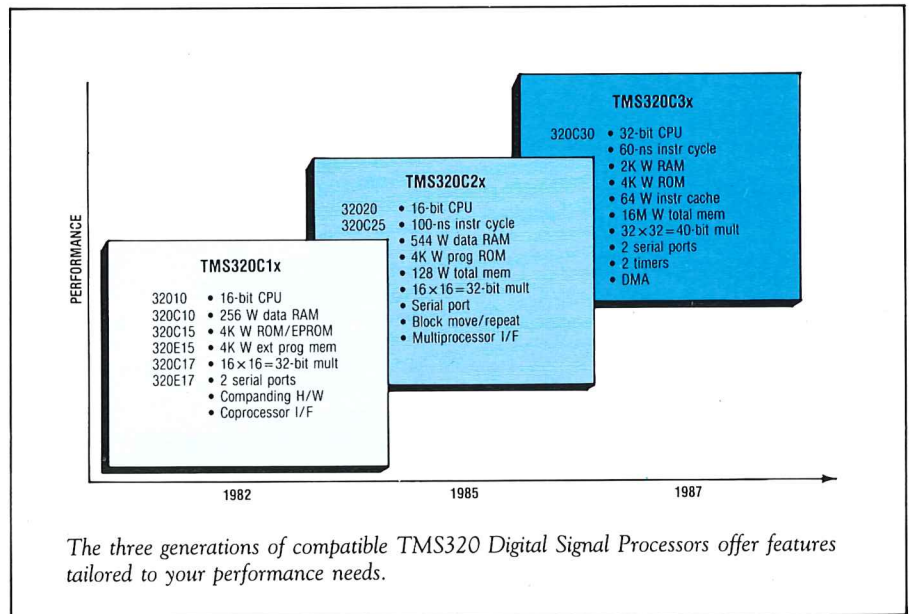 PERFORMANCE
TMS320C3x
320C30 • 32-bit CPU
• 60-ns instr cycle
• 2K W RAM
• 4K W ROM
• 64 W instr cache
• 16M W total mem
• 32×32=40-bit mult
• 2 serial ports
• 2 timers
• DMA
TMS320C2x
32020 • 16-bit CPU
320C25 • 100-ns instr cycle
• 544 W data RAM
• 4K W prog ROM
• 128 W total mem
• 16×16=32-bit mult
• Serial port
• Block move/repeat
• Multiprocessor I/F
TMS320C1x
32010 • 16-bit CPU
320C10 • 256 W data RAM
320C15 • 4K W ROM/EPROM
320E15 • 4K W ext prog mem
320C17 • 16×16=32-bit mult
320E17 • 2 serial ports
• Companding H/W
• Coprocessor I/F
1982 1985 1987
The three generations of compatible TMS320 Digital Signal Processors offer features
tailored to your performance needs.